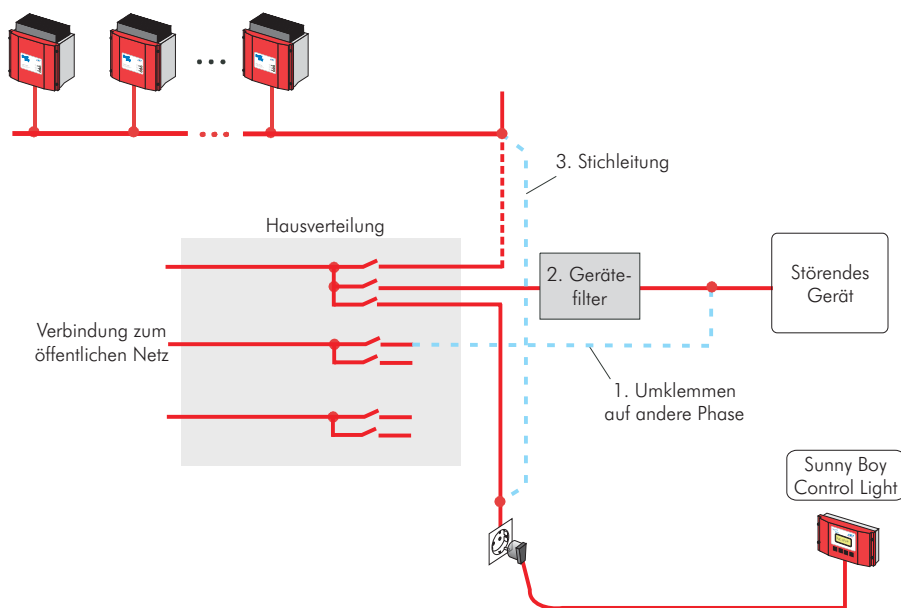 3. Stichleitung
Hausverteilung
2. Geräte-
filter
Störendes
Gerät
Verbindung zum
öffentlichen Netz
1. Umklemmen
auf andere Phase
Sunny Boy
Control Light